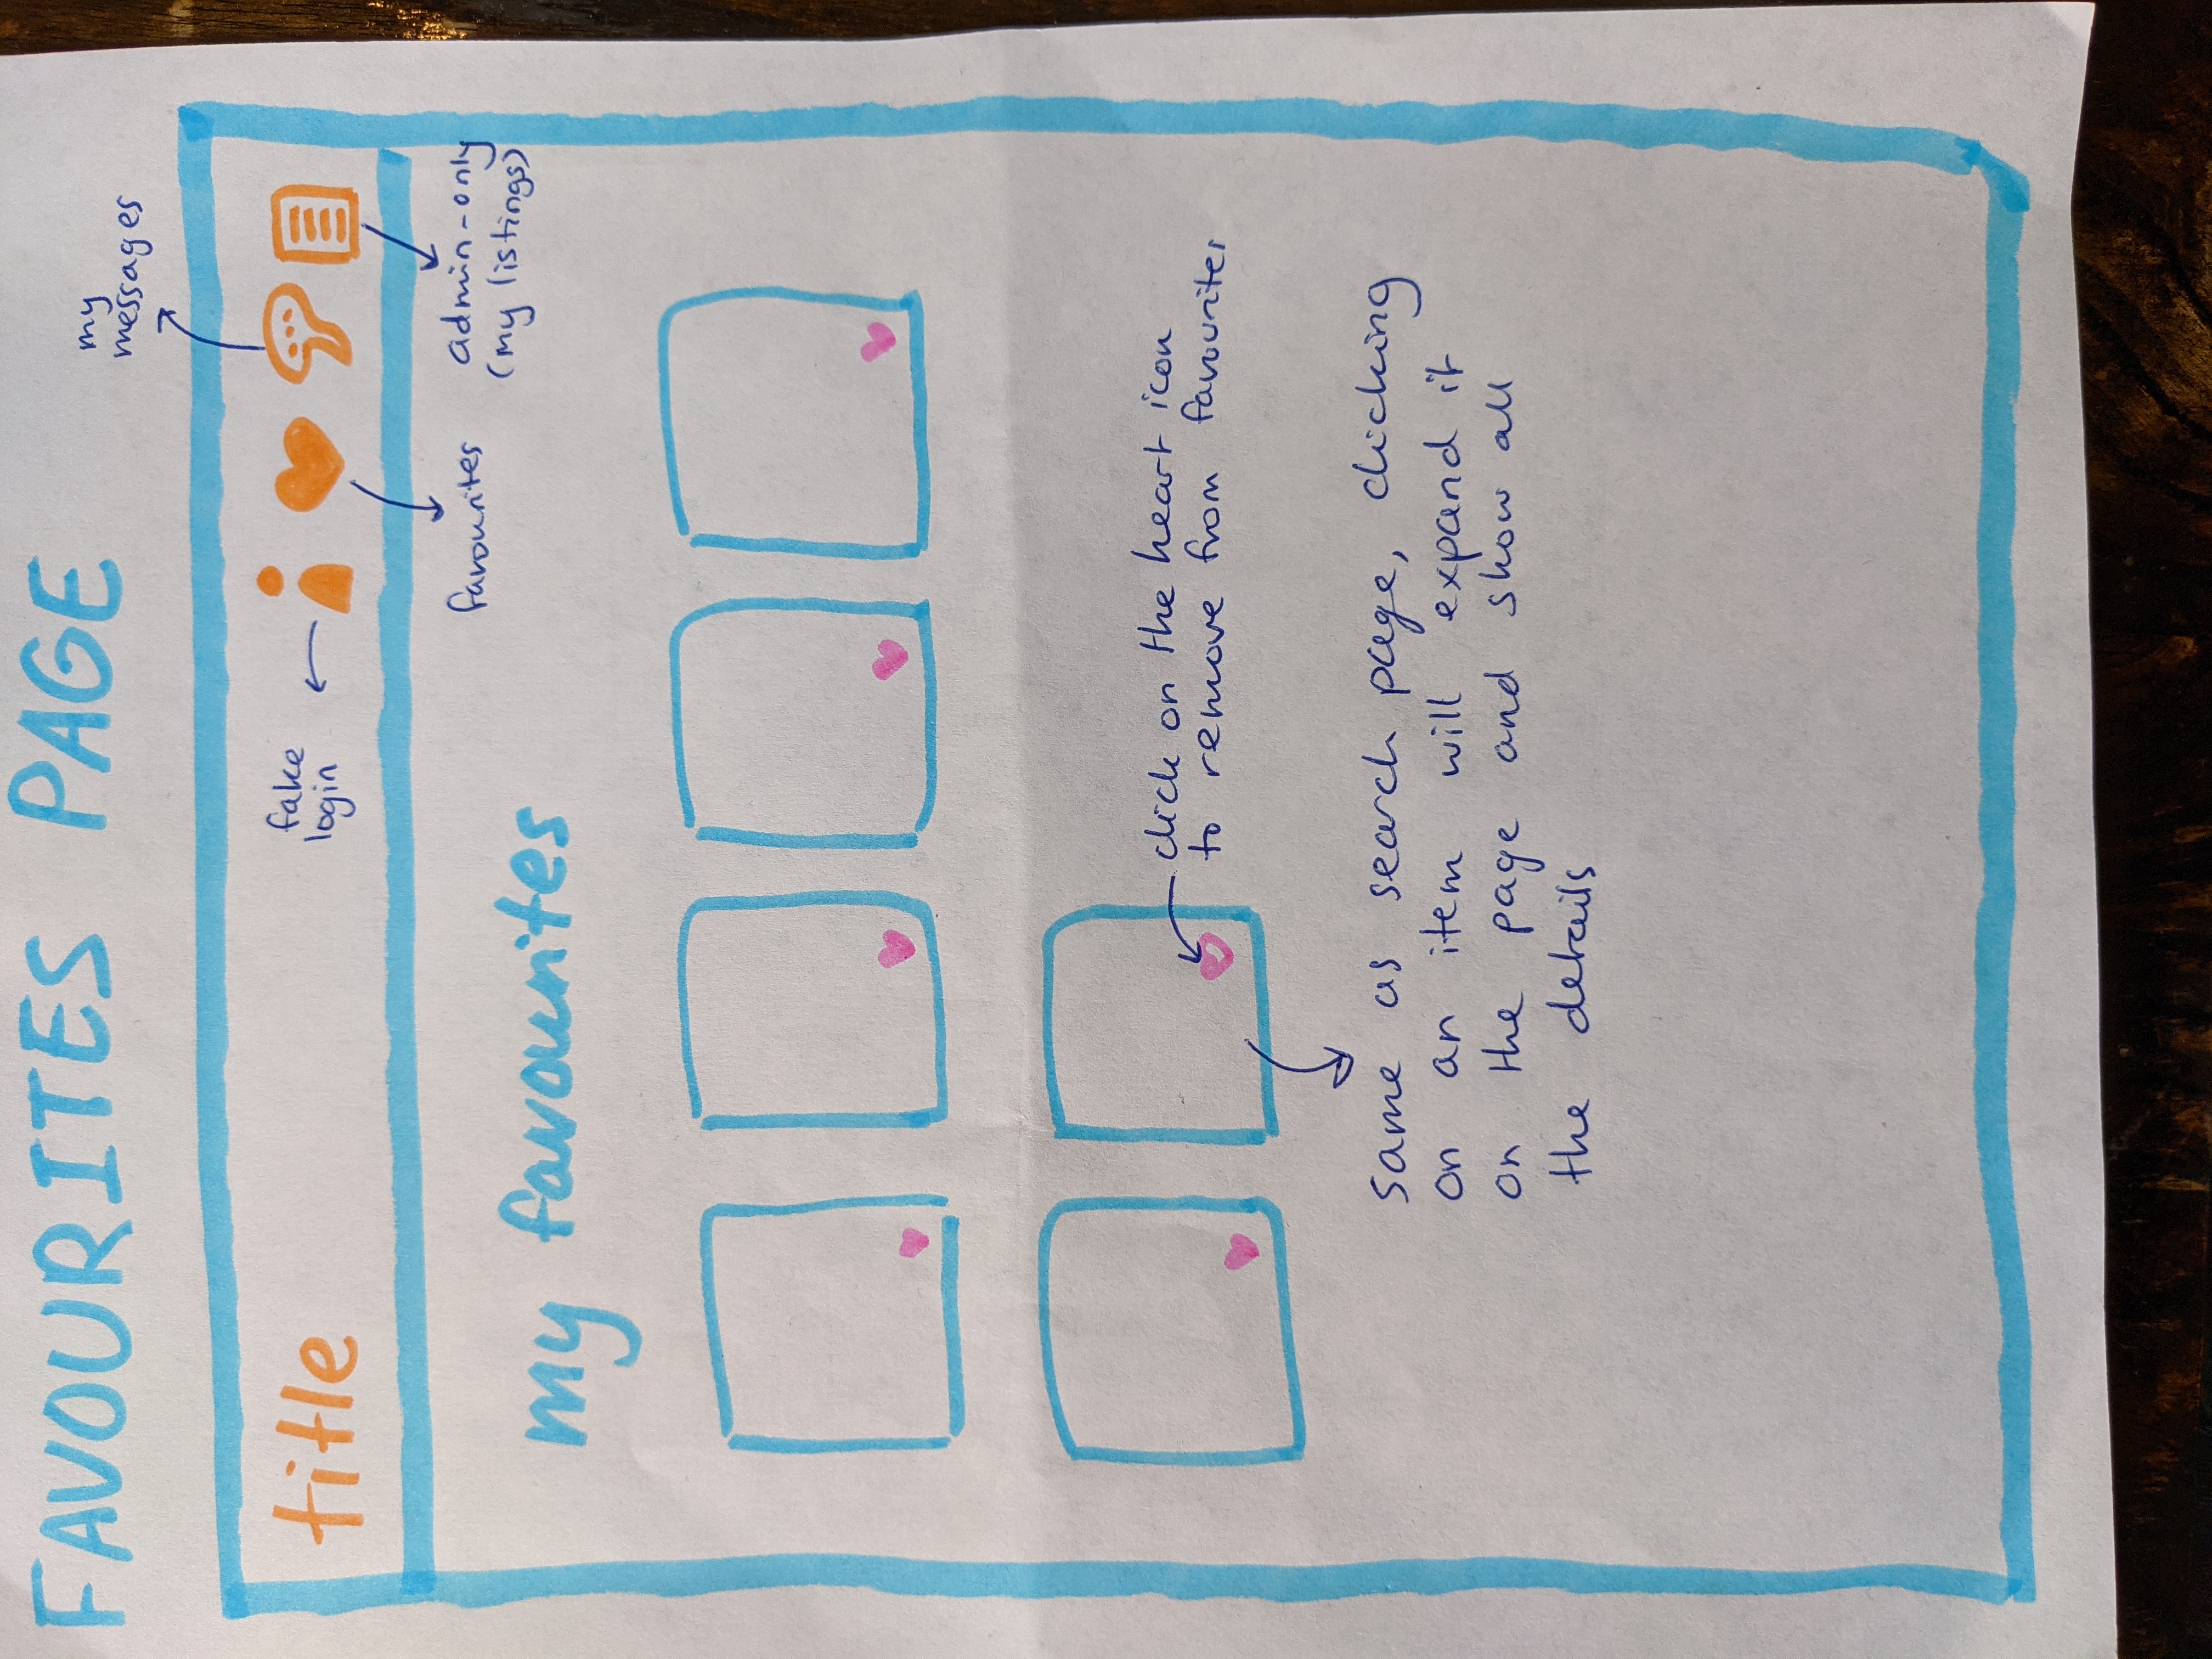 FAVOURITES PAGE
my
messages
title
fake
login
favourites
admin-only
(my listings)
my favourites
click on the heart icon
to remove from favourites
same as search page, clicking
on an item will expand it
on the page and show all
the details